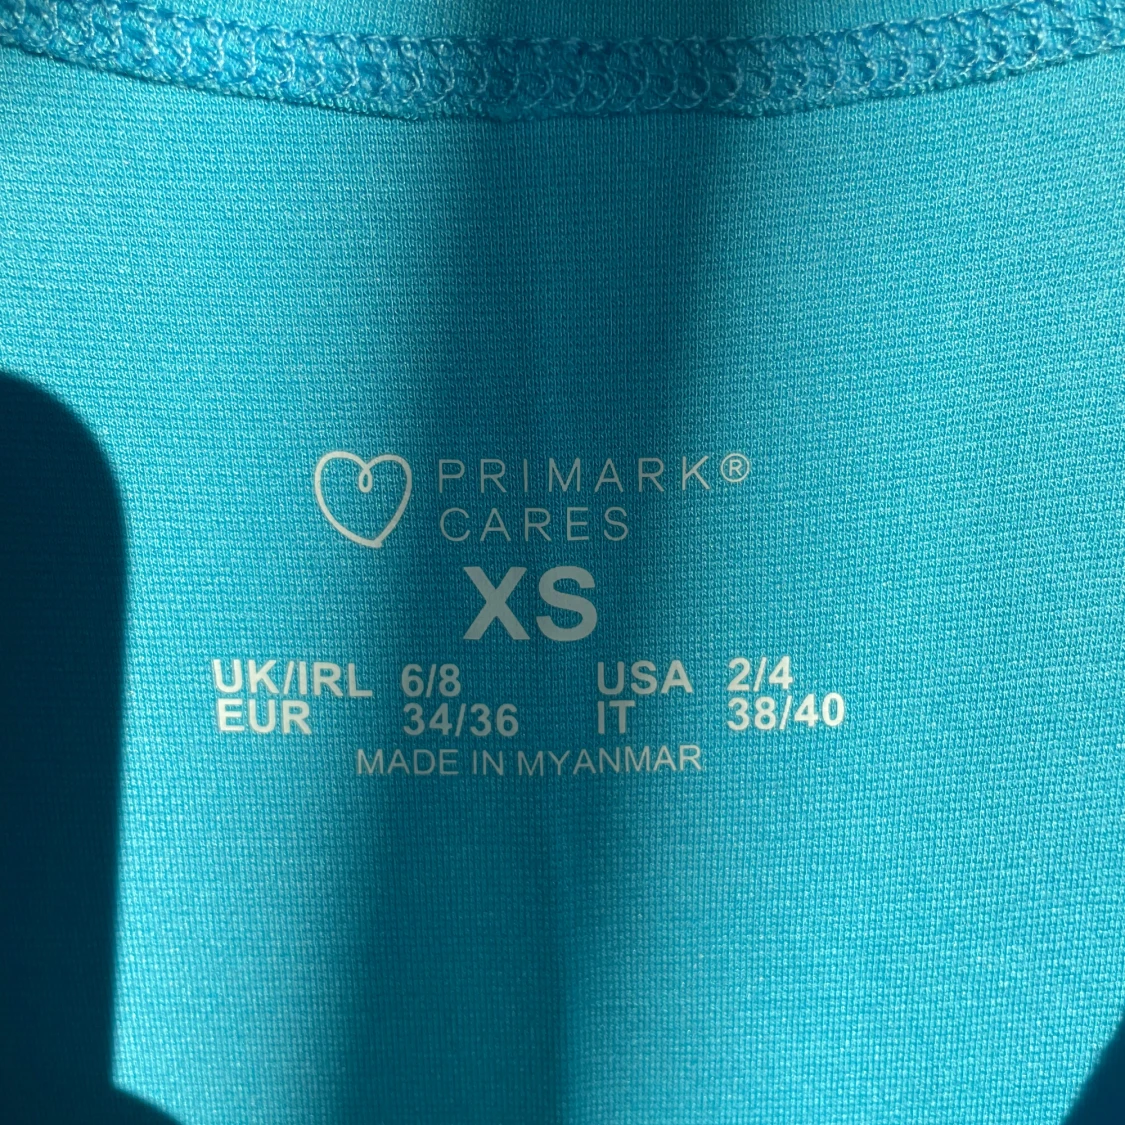 PRIMARK®
CARES
XS
UK/IRL 6/8 USA 2/4
EUR 34/36 IT 38/40
MADE IN MYANMAR